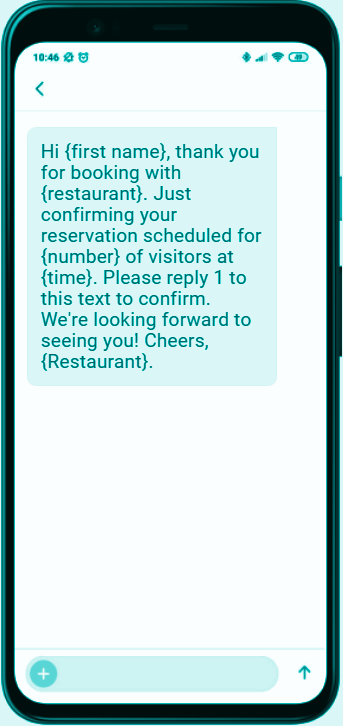 10:46
Hi {first name}, thank you
for booking with
{restaurant}. Just
confirming your
reservation scheduled for
{number} of visitors at
{time}. Please reply 1 to
this text to confirm.
We're looking forward to
seeing you! Cheers,
{Restaurant}.